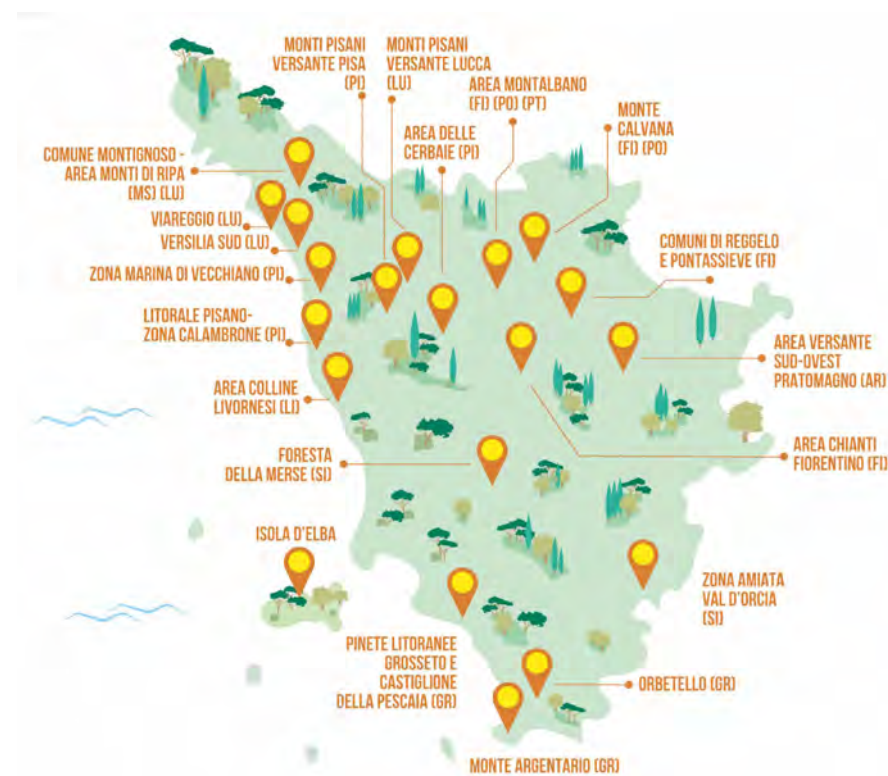 MONTI PISANI
VERSANTE PISA
(PI)
MONTI PISANI
VERSANTE LUCCA
(LU)
AREA MONTALBANO
(FI) (PO) (PT)
MONTE
CALVANA
(FI) (PO)
AREA DELLE
CERBAIE (PI)
COMUNE MONTIGNOSO -
AREA MONTI DI RIPA
(MS) (LU)
VIAREGGIO (LU)
VERSILIA SUD (LU)
COMUNI DI REGGELO
E PONTASSIEVE (FI)
ZONA MARINA DI VECCHIANO (PI)
LITORALE PISANO-
ZONA CALAMBRONE (PI)
AREA VERSANTE
SUD-OVEST
PRATOMAGNO (AR)
AREA COLLINE
LIVORNESI (LI)
AREA CHIANTI
FIORENTINO (FI)
FORESTA
DELLA MERSE (SI)
ISOLA D'ELBA
ZONA AMIATA
VAL D'ORCIA
(SI)
PINETE LITORANEE
GROSSETO E
CASTIGLIONE
DELLA PESCAIA (GR)
ORBETELLO (GR)
MONTE ARGENTARIO (GR)